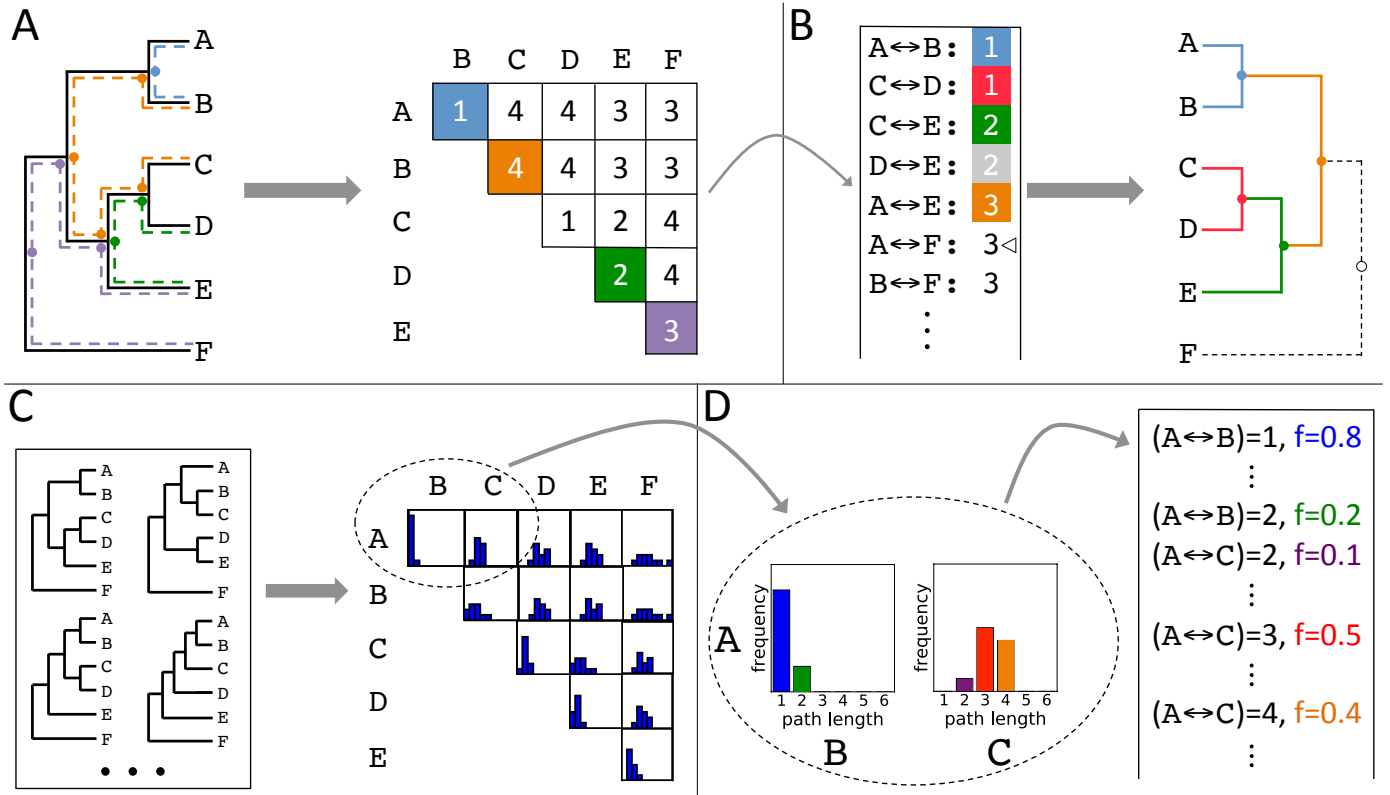 A
A
B
C
D
E
F
B C D E F
A 1 4 4 3 3
B 4 4 3 3
C 1 2 4
D 2 4
E 3
B
A↔B: 1
C↔D: 1
C↔E: 2
D↔E: 2
A↔E: 3
A↔F: 3◁
B↔F: 3
A
B
C
D
E
F
C
A
B
C
D
E
F
A
B
C
D
E
F
A
B
C
D
E
F
A
B
C
D
E
F
B C D E F
A
B
C
D
E
D
A
frequency
1 2 3 4 5 6
path length
B
frequency
1 2 3 4 5 6
path length
C
(A↔B)=1, f=0.8
(A↔B)=2, f=0.2
(A↔C)=2, f=0.1
(A↔C)=3, f=0.5
(A↔C)=4, f=0.4